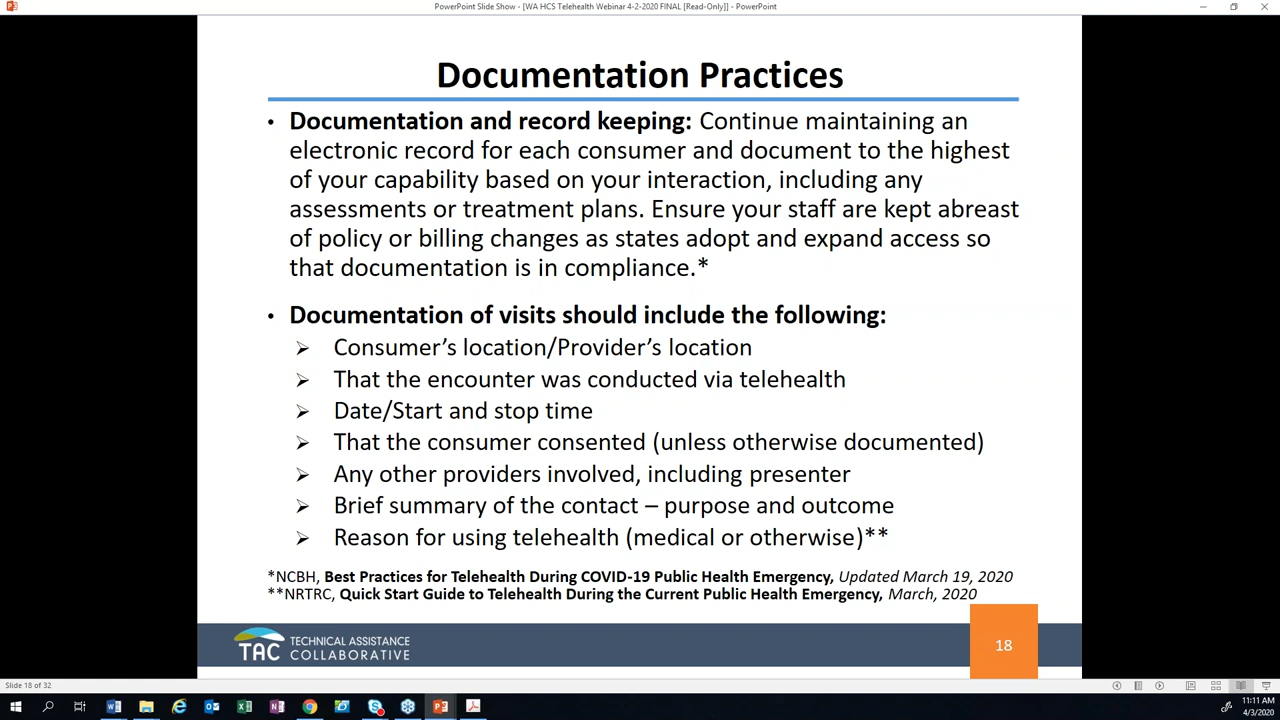 PowerPoint Slide Show - [WA HCS Telehealth Webinar 4-2-2020 FINAL [Read-Only]] - PowerPoint
Documentation Practices
• Documentation and record keeping: Continue maintaining an
electronic record for each consumer and document to the highest
of your capability based on your interaction, including any
assessments or treatment plans. Ensure your staff are kept abreast
of policy or billing changes as states adopt and expand access so
that documentation is in compliance.*
• Documentation of visits should include the following:
➢ Consumer’s location/Provider’s location
➢ That the encounter was conducted via telehealth
➢ Date/Start and stop time
➢ That the consumer consented (unless otherwise documented)
➢ Any other providers involved, including presenter
➢ Brief summary of the contact – purpose and outcome
➢ Reason for using telehealth (medical or otherwise)**
*NCBH, Best Practices for Telehealth During COVID-19 Public Health Emergency, Updated March 19, 2020
**NRTRC, Quick Start Guide to Telehealth During the Current Public Health Emergency, March, 2020
TAC TECHNICAL ASSISTANCE
COLLABORATIVE
18
Slide 18 of 32
11:11 AM
4/3/2020